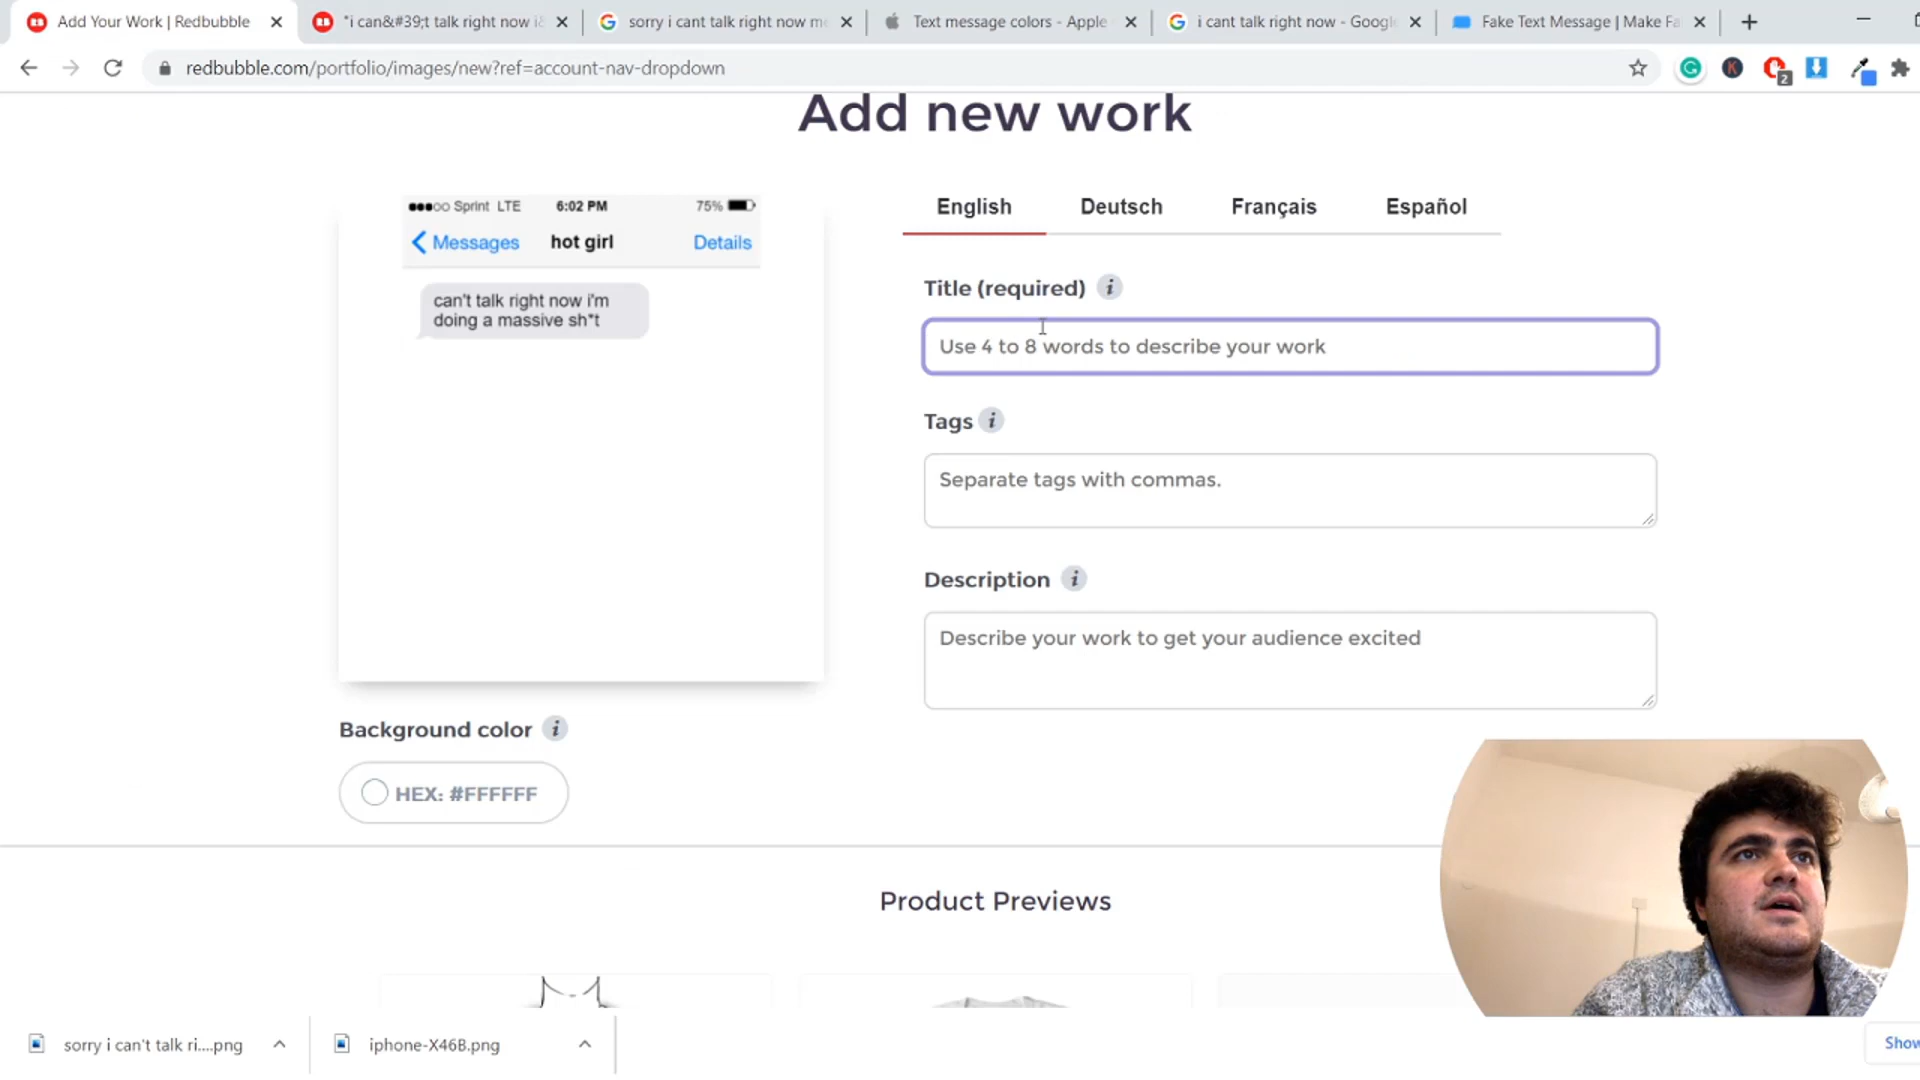 Add Your Work | Redbubble
"i can&#39;t talk right now i&
sorry i cant talk right now me
Text message colors - Apple
i cant talk right now - Google
Fake Text Message | Make Fa
redbubble.com/portfolio/images/new?ref=account-nav-dropdown
2
Add new work
Sprint LTE 6:02 PM 75%
Messages hot girl Details
can't talk right now i'm
doing a massive sh*t
English Deutsch Français Español
Title (required) i
Use 4 to 8 words to describe your work
Tags i
Separate tags with commas.
Description i
Describe your work to get your audience excited
Background color i
HEX: #FFFFFF
Product Previews
sorry i can't talk ri....png
iphone-X46B.png
Show